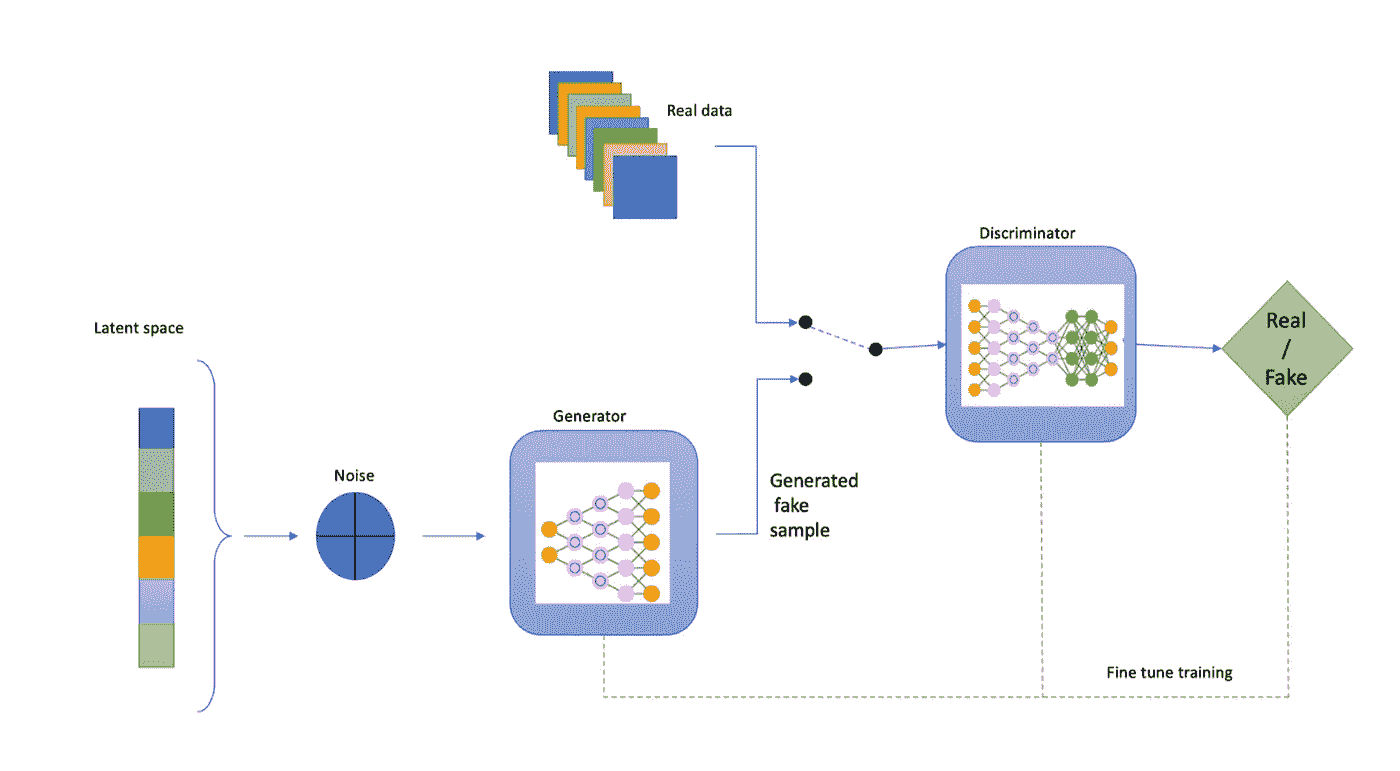 Real data
Discriminator
Latent space
Real
/
Fake
Generator
Noise
Generated
fake
sample
Fine tune training